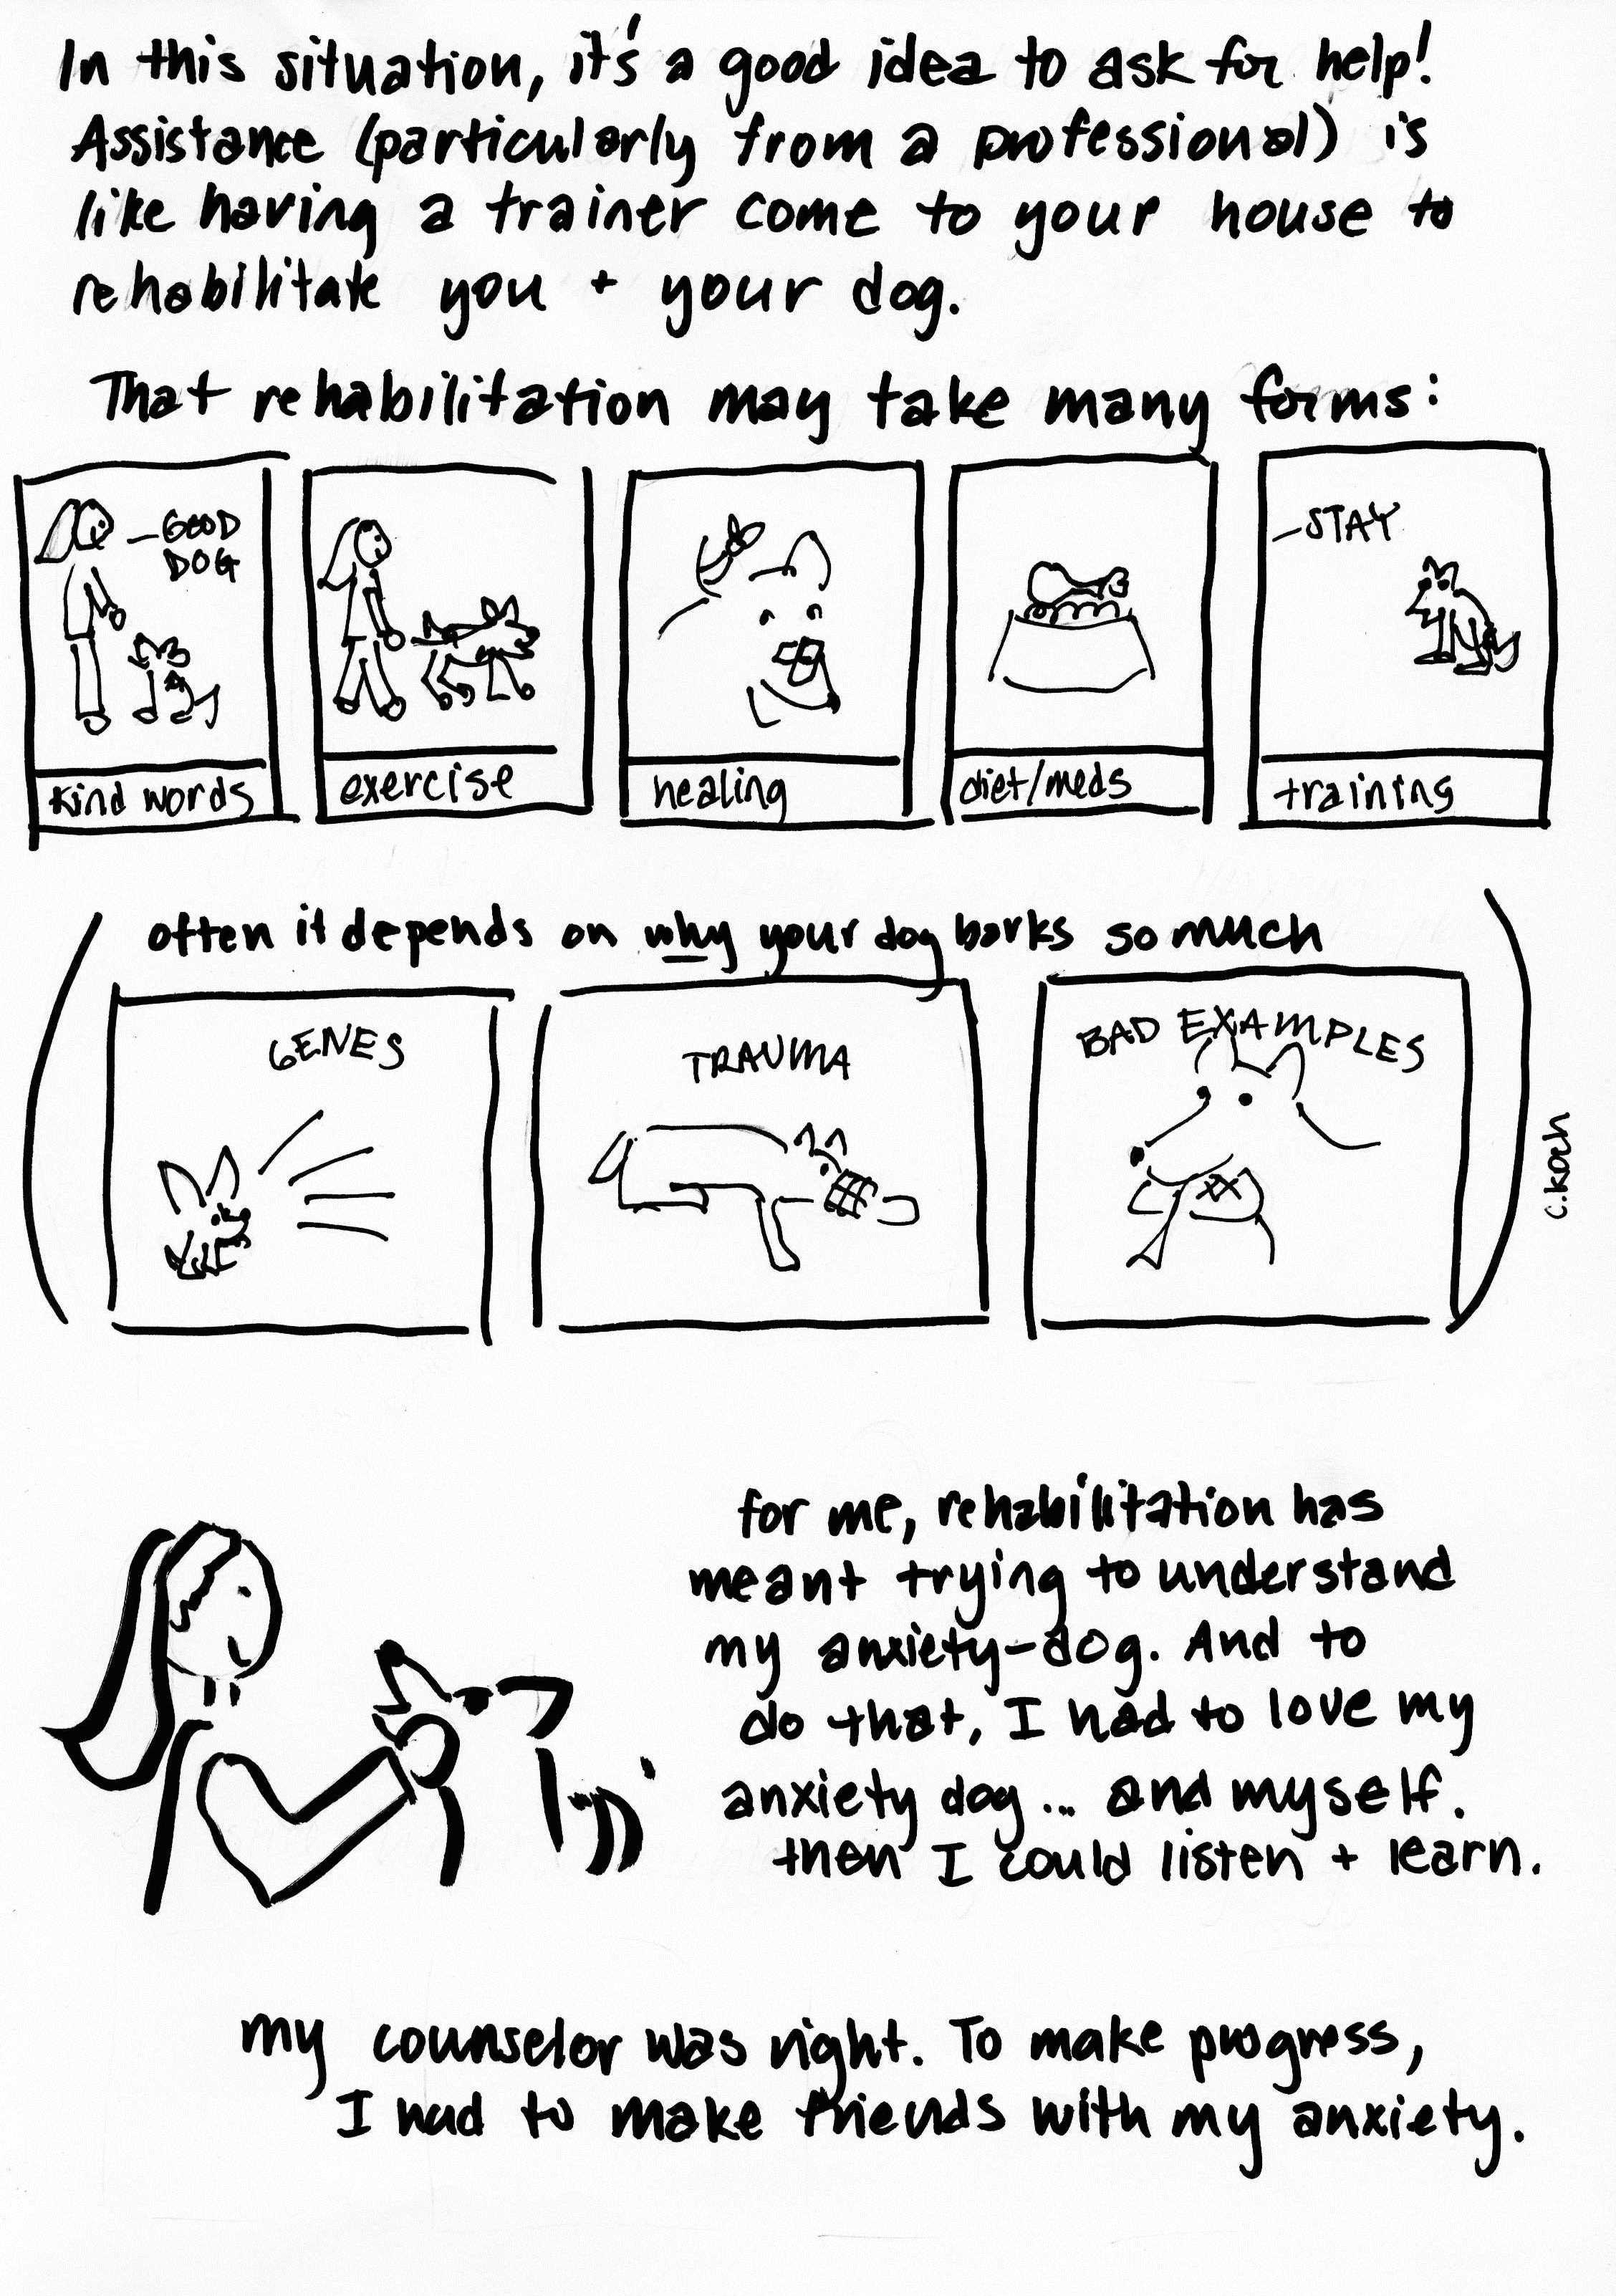 In this situation, it's a good idea to ask for help!
Assistance (particularly from a professional) is
like having a trainer come to your house to
rehabilitate you + your dog.
That rehabilitation may take many forms:
-GOOD
DOG
kind words
exercise
healing
diet/meds
-STAY
training
often it depends on why your dog barks so much
GENES
TRAUMA
BAD EXAMPLES
c.koch
for me, rehabilitation has
meant trying to understand
my anxiety-dog. And to
do that, I had to love my
anxiety dog... and myself.
then I could listen + learn.
my counselor was right. To make progress,
I had to make friends with my anxiety.